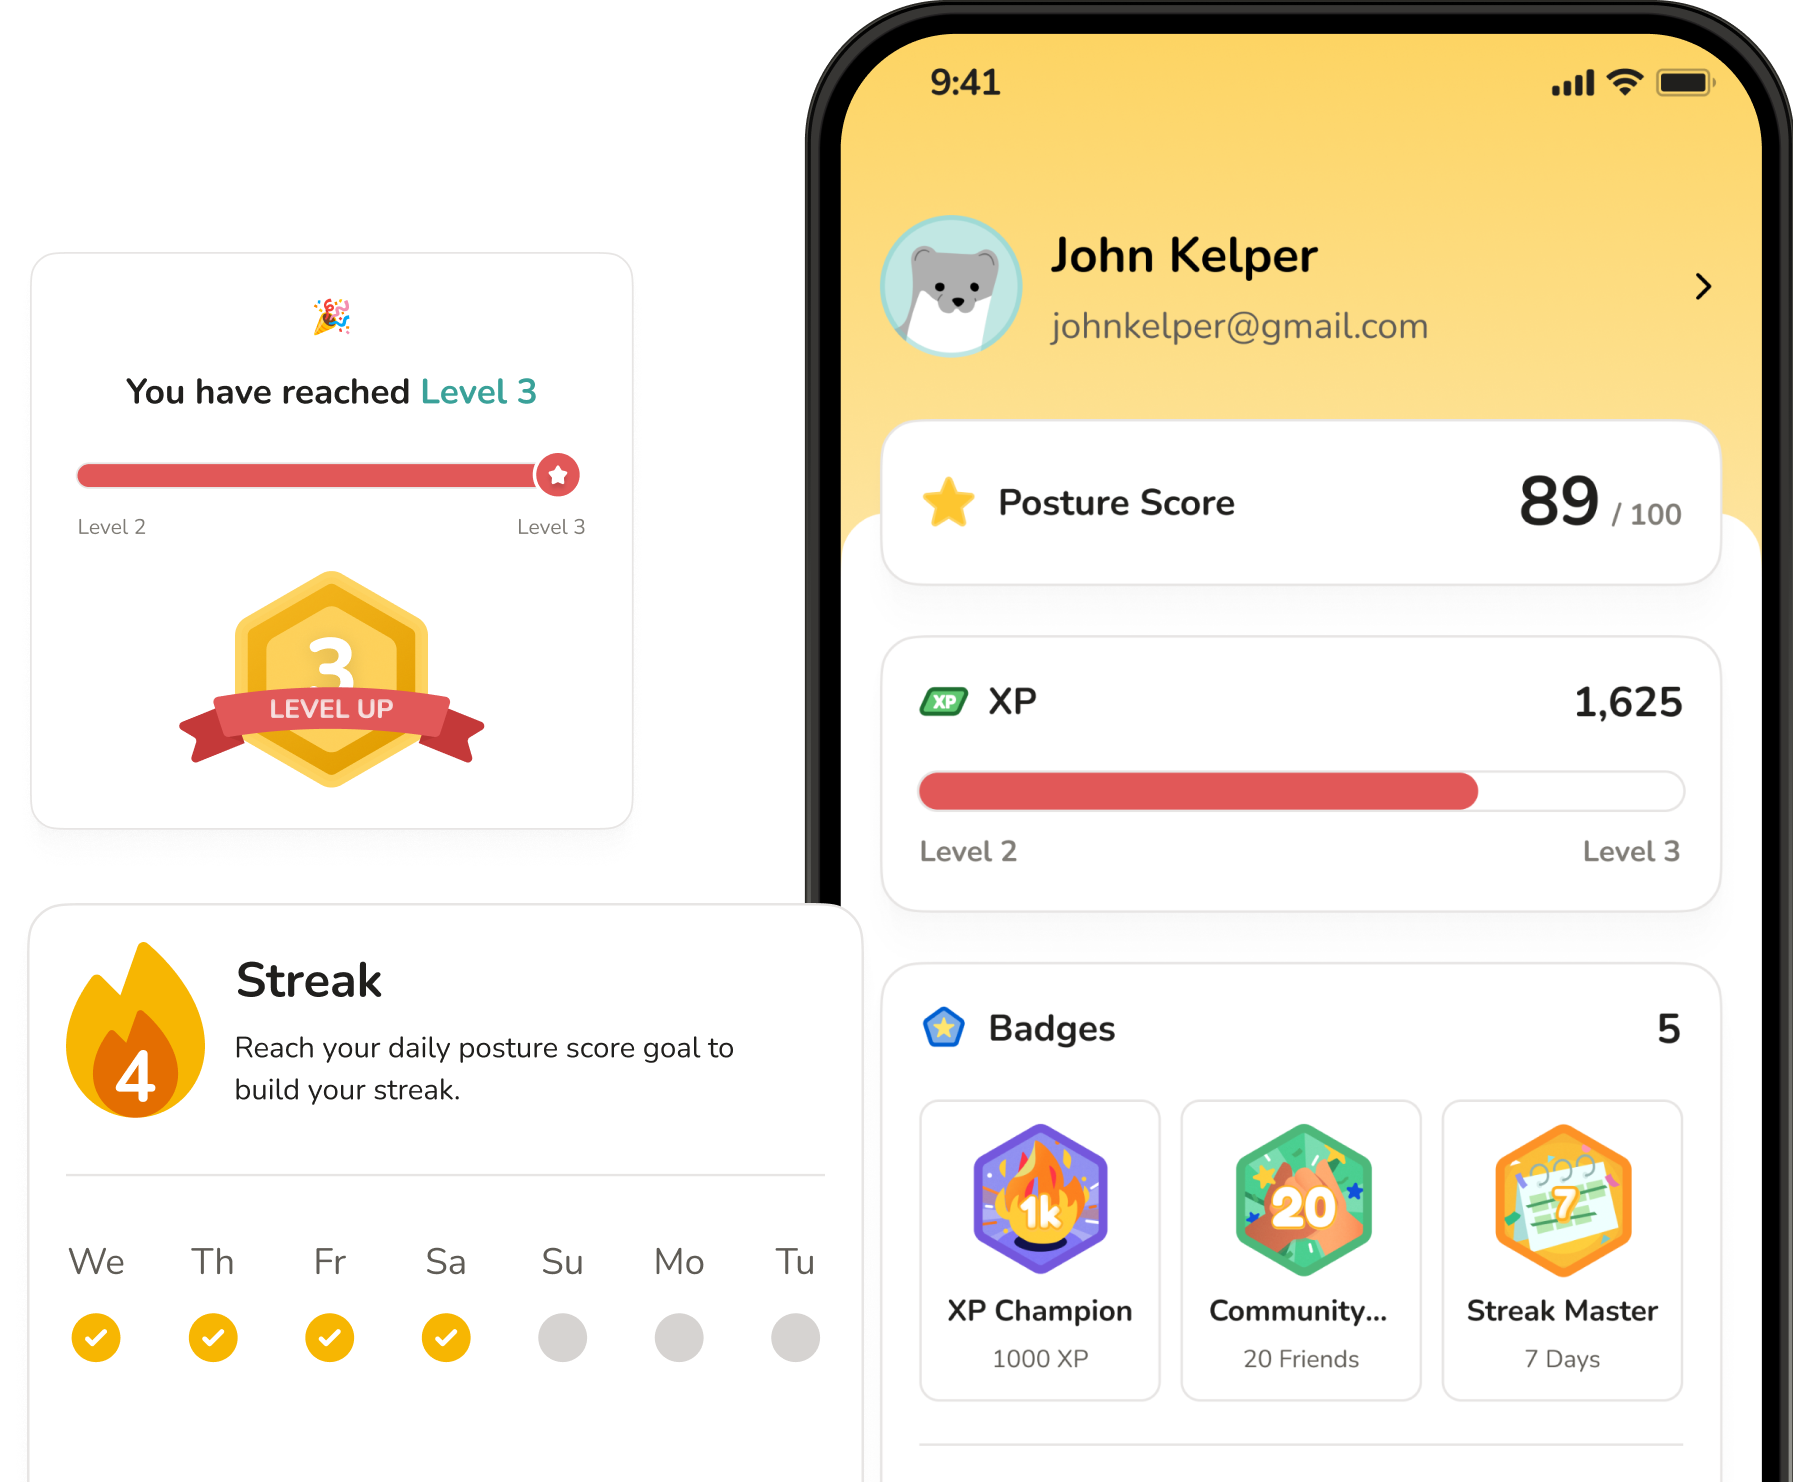 You have reached Level 3
Level 2
Level 3
3
LEVEL UP
4
Streak
Reach your daily posture score goal to
build your streak.
We Th Fr Sa Su Mo Tu
9:41
John Kelper
johnkelper@gmail.com
Posture Score
89 / 100
XP
XP
1,625
Level 2
Level 3
Badges
5
1k
XP Champion
1000 XP
20
Community...
20 Friends
7
Streak Master
7 Days